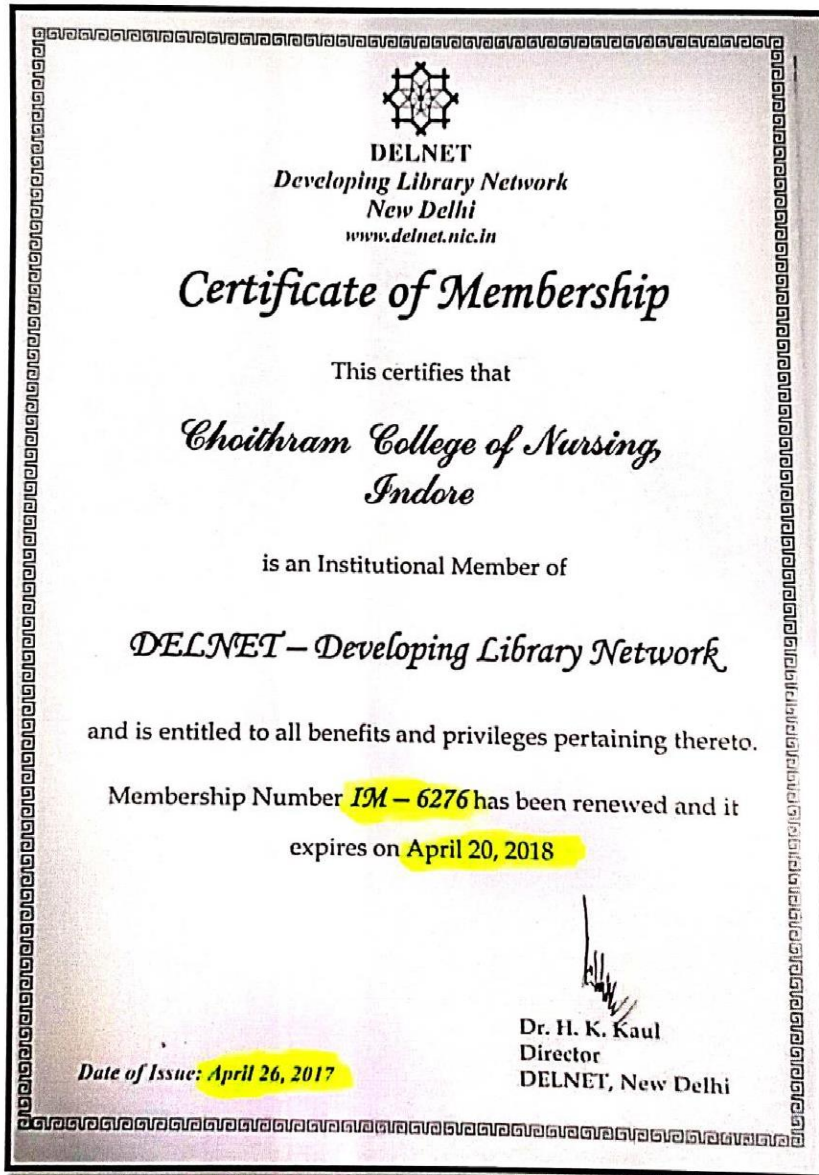 DELNET
Developing Library Network
New Delhi
www.delnet.nic.in
Certificate of Membership
This certifies that
Choithram College of Nursing,
Indore
is an Institutional Member of
DELNET – Developing Library Network
and is entitled to all benefits and privileges pertaining thereto.
Membership Number IM – 6276 has been renewed and it
expires on April 20, 2018
Dr. H. K. Kaul
Director
DELNET, New Delhi
Date of Issue: April 26, 2017